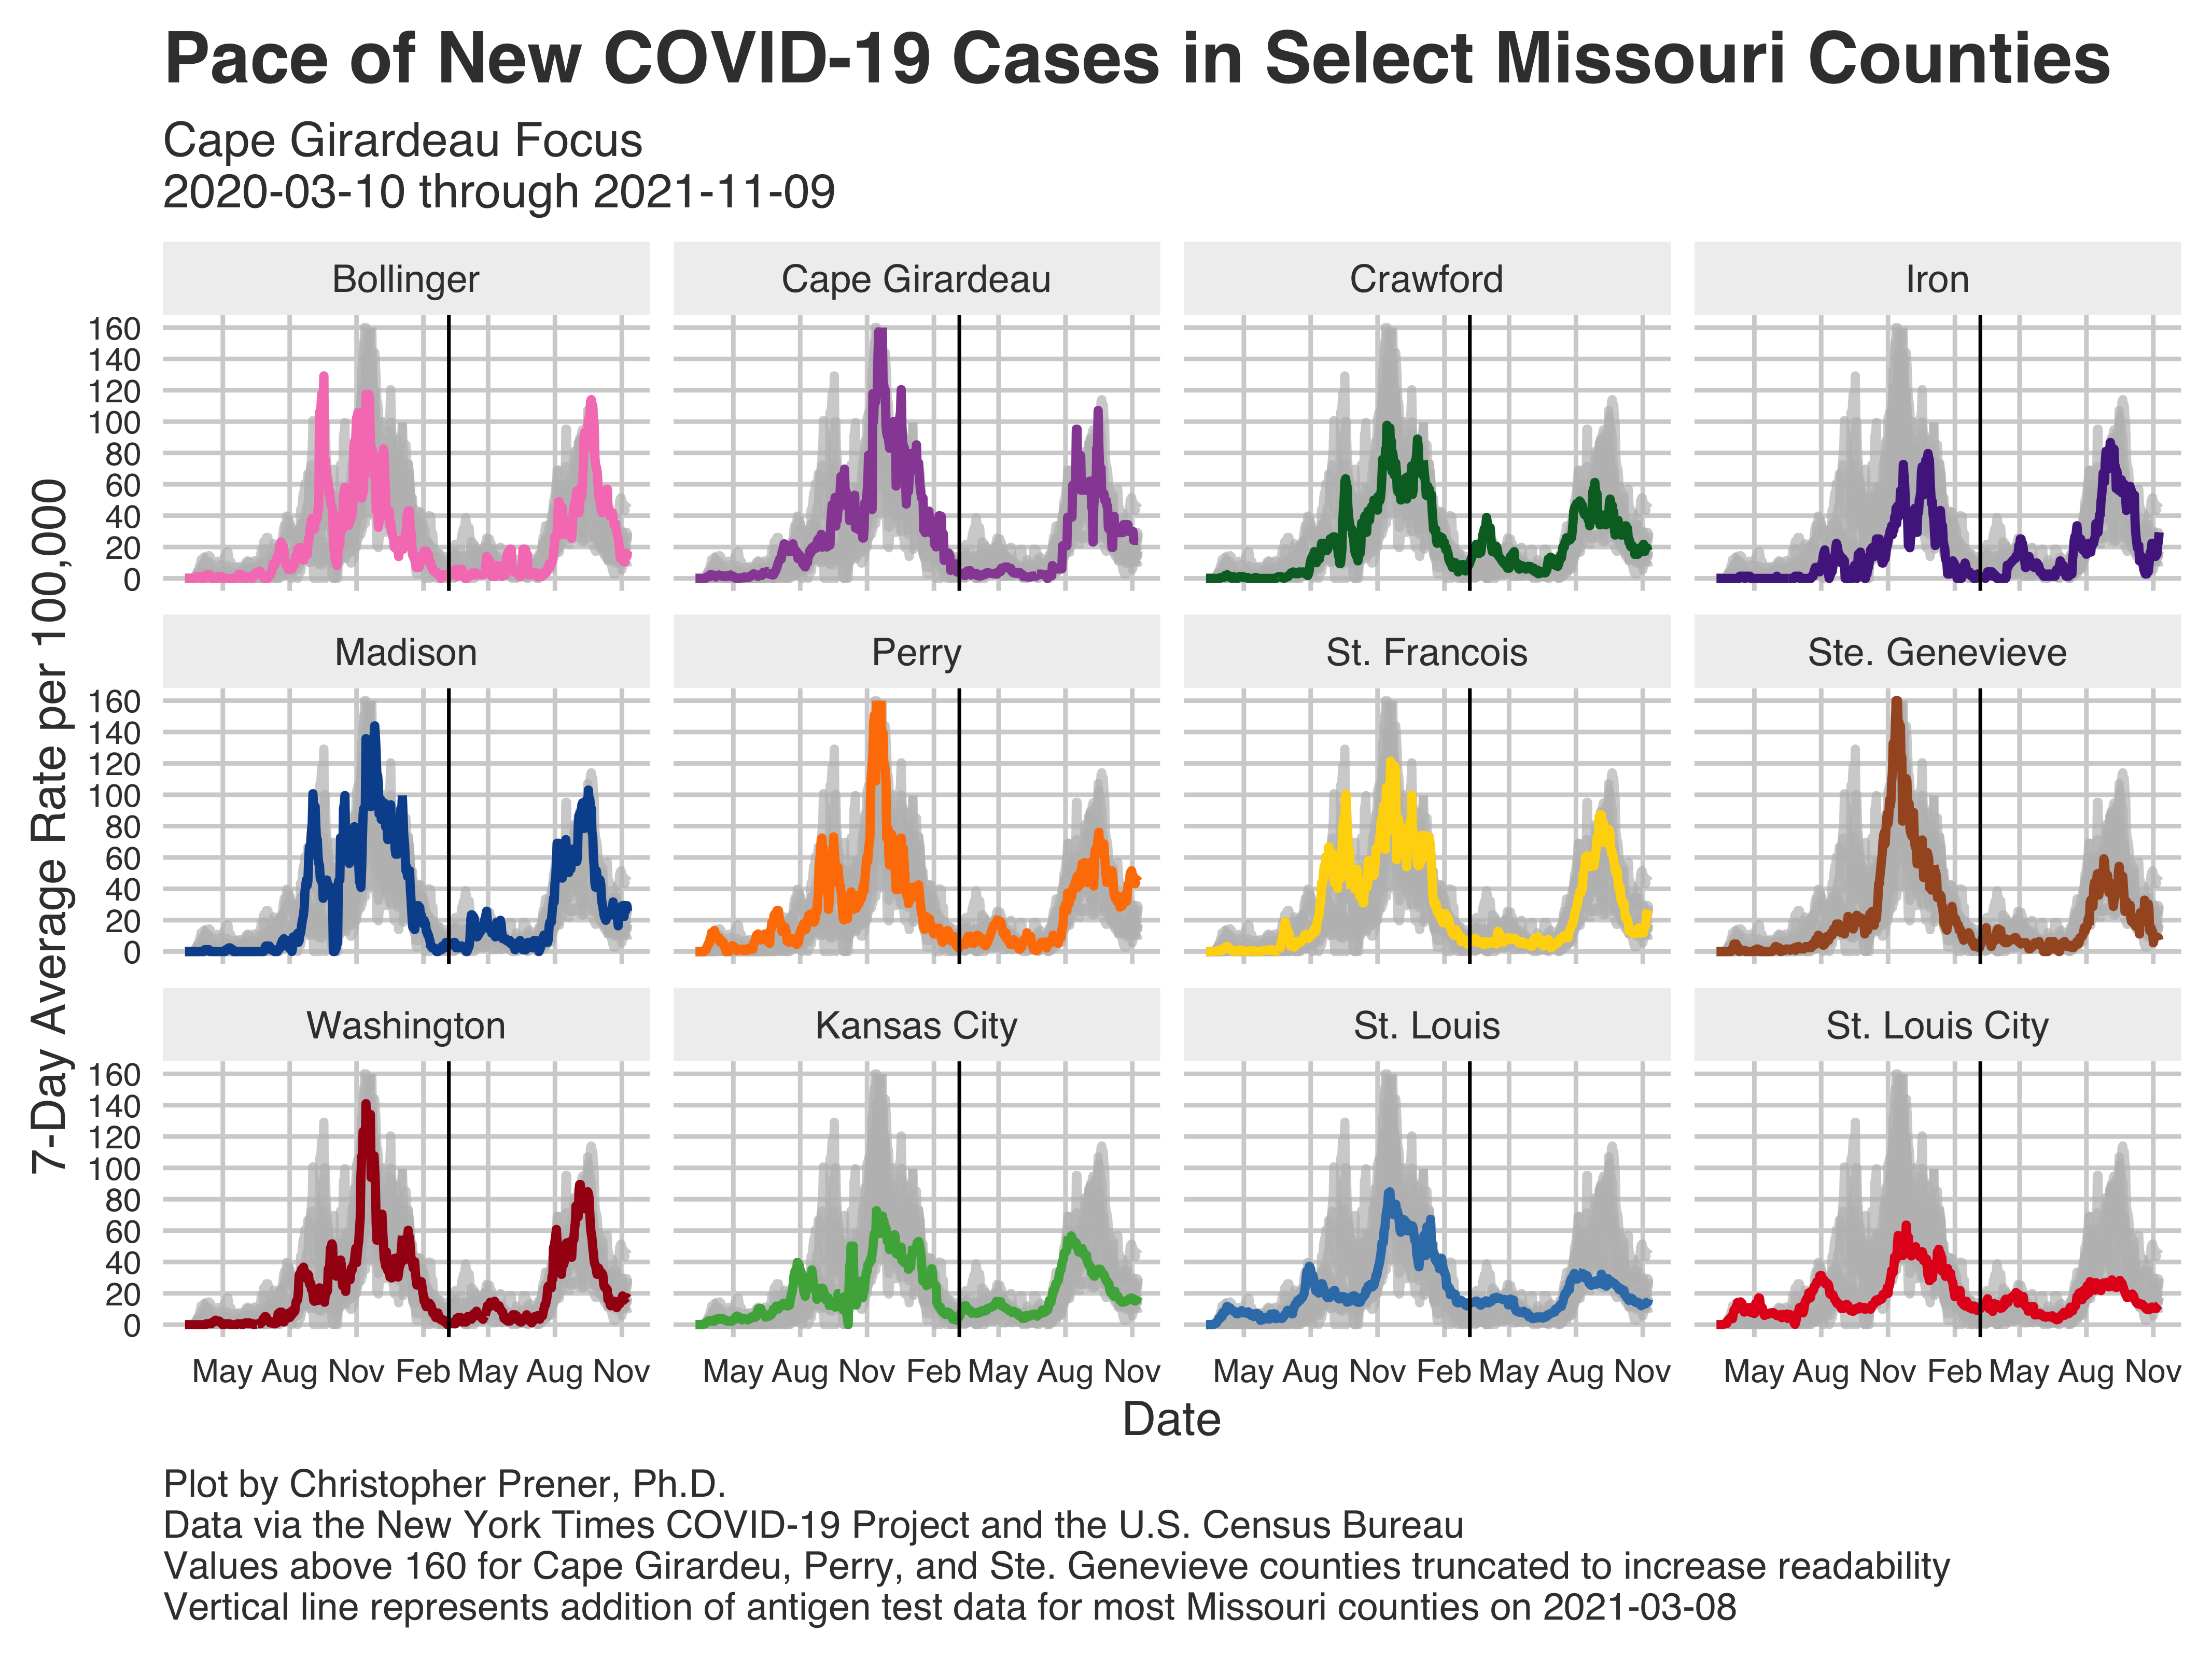 Pace of New COVID-19 Cases in Select Missouri Counties
Cape Girardeau Focus
2020-03-10 through 2021-11-09
Bollinger
Cape Girardeau
Crawford
Iron
160
140
120
100
80
60
40
20
0
Madison
Perry
St. Francois
Ste. Genevieve
160
140
120
100
80
60
40
20
0
Washington
Kansas City
St. Louis
St. Louis City
160
140
120
100
80
60
40
20
0
7-Day Average Rate per 100,000
May Aug Nov Feb May Aug Nov
May Aug Nov Feb May Aug Nov
May Aug Nov Feb May Aug Nov
May Aug Nov Feb May Aug Nov
Date
Plot by Christopher Prener, Ph.D.
Data via the New York Times COVID-19 Project and the U.S. Census Bureau
Values above 160 for Cape Girardeu, Perry, and Ste. Genevieve counties truncated to increase readability
Vertical line represents addition of antigen test data for most Missouri counties on 2021-03-08